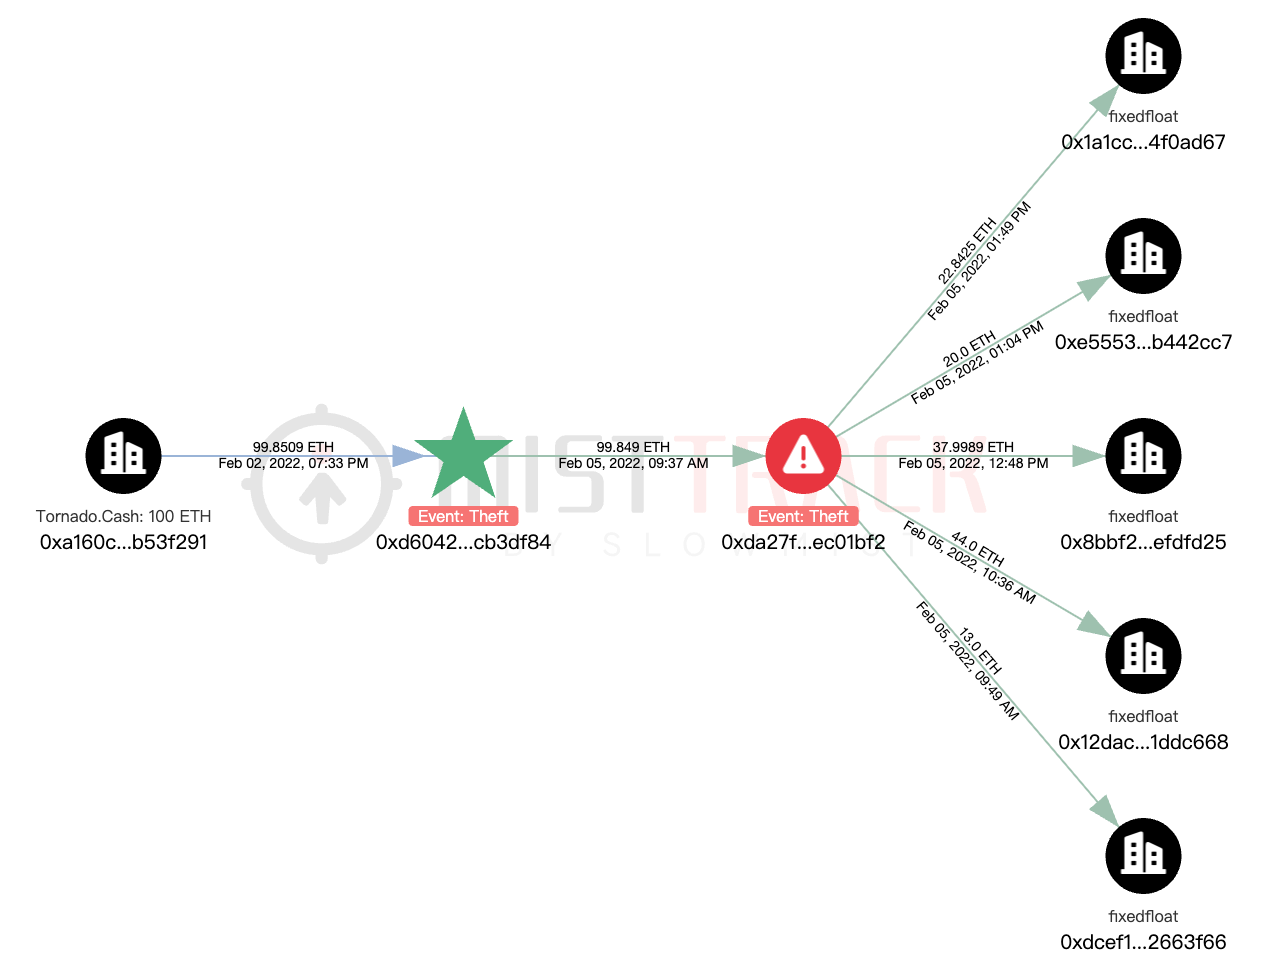 fixedfloat
0x1a1cc...4f0ad67
22.8425 ETH
Feb 05, 2022, 01:49 PM
fixedfloat
0xe5553...b442cc7
20.0 ETH
Feb 05, 2022, 01:04 PM
99.8509 ETH
Feb 02, 2022, 07:33 PM
99.849 ETH
Feb 05, 2022, 09:37 AM
37.9989 ETH
Feb 05, 2022, 12:48 PM
MISTTRACK
BY SLOWMIST
Tornado.Cash: 100 ETH
0xa160c...b53f291
Event: Theft
0xd6042...cb3df84
Event: Theft
0xda27f...ec01bf2
fixedfloat
0x8bbf2...efdfd25
44.0 ETH
Feb 05, 2022, 10:36 AM
fixedfloat
0x12dac...1ddc668
13.0 ETH
Feb 05, 2022, 09:49 AM
fixedfloat
0xdcef1...2663f66